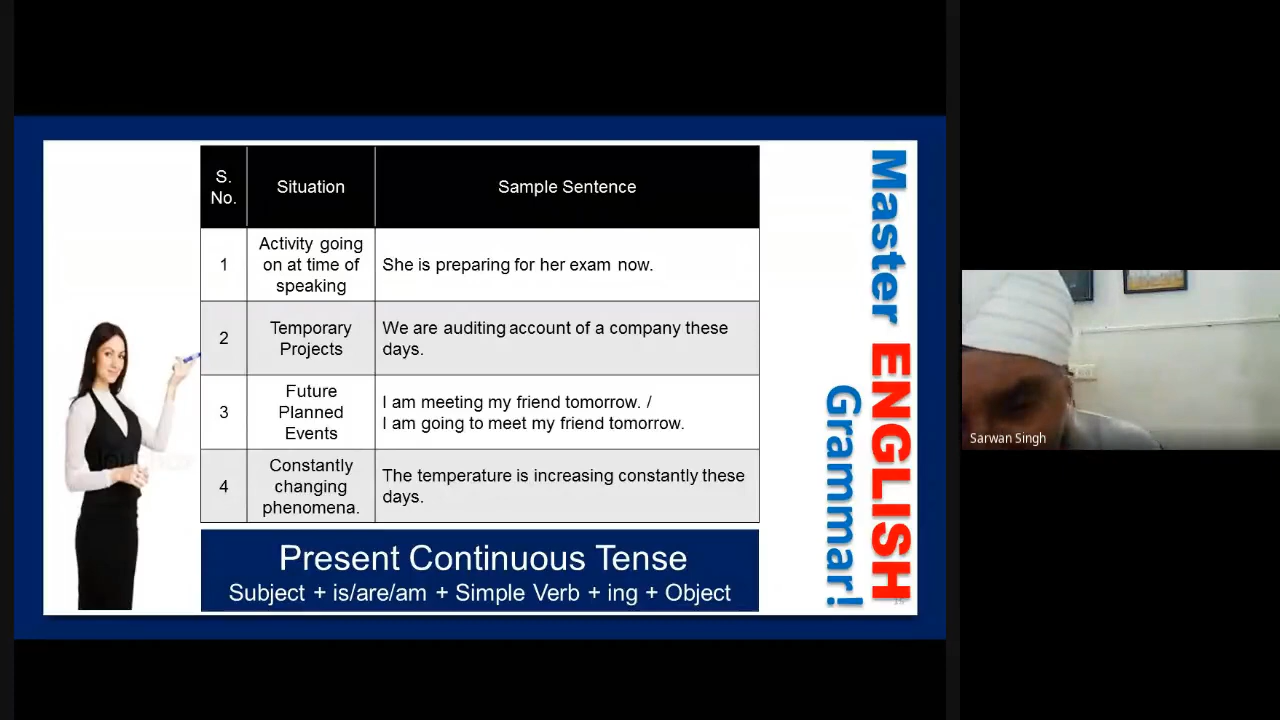 S.
No.
Situation
Sample Sentence
1
Activity going
on at time of
speaking
She is preparing for her exam now.
2
Temporary
Projects
We are auditing account of a company these
days.
3
Future
Planned
Events
I am meeting my friend tomorrow. /
I am going to meet my friend tomorrow.
4
Constantly
changing
phenomena.
The temperature is increasing constantly these
days.
Present Continuous Tense
Subject + is/are/am + Simple Verb + ing + Object
Master ENGLISH
Grammar!
Sarwan Singh